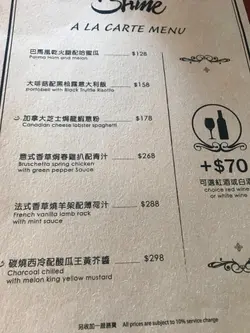 Shine
A LA CARTE MENU
巴馬風乾火腿配哈蜜瓜 $128
Palma Ham and melon
大啡菇配黑松露意大利飯 $158
portobello with Black Truffle Risotto
加拿大芝士焗龍蝦意粉 $178
Canadian cheese lobster spaghetti
意式香草焗春雞扒配青汁 $268
Bruschetta spring chicken
with green pepper Sauce
法式香草燒羊架配薄荷汁 $288
French vanilla lamb rack
with mint sauce
碳燒西冷配酸瓜王黃芥醬 $298
Charcoal chilled
with melon king yellow mustard
+$70
可選紅酒或白酒
choice red wine
or white wine
另收加一服務費 All prices are subject to 10% service charge